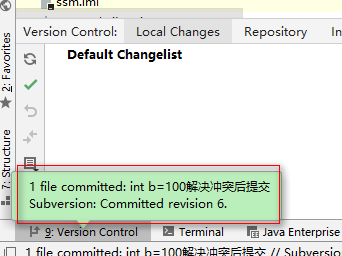 ssm.iml
Version Control:
Local Changes
Repository
Default Changelist
2: Favorites
7: Structure
1 file committed: int b=100解决冲突后提交
Subversion: Committed revision 6.
9: Version Control
Terminal
Java Enterprise
1 file committed: int b=100解决冲突后提交 // Subver